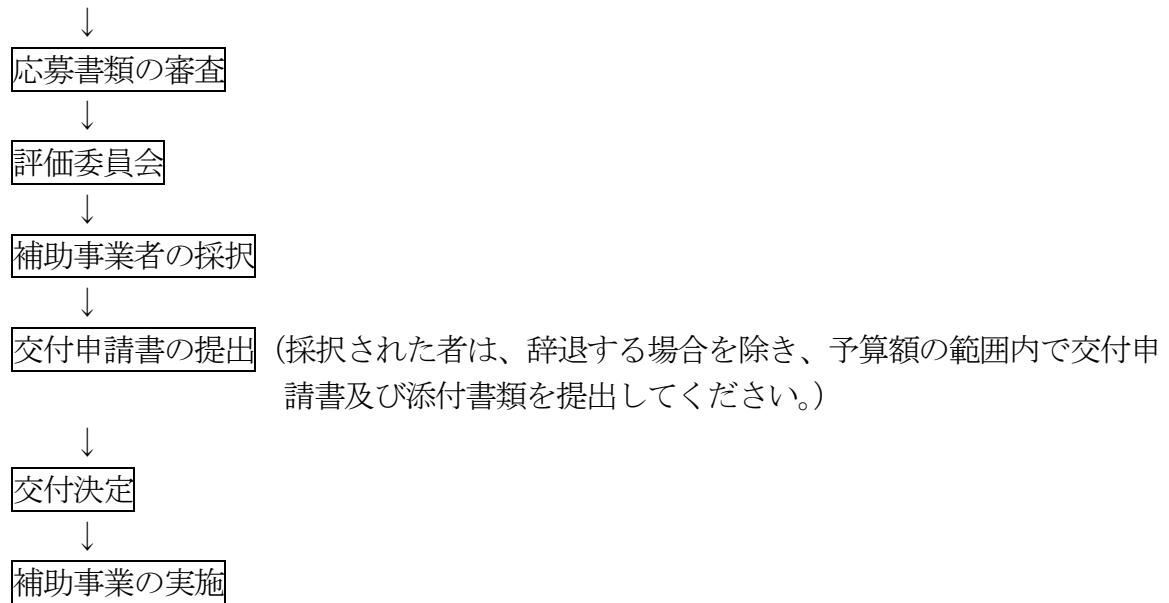 ↓
応募書類の審査
↓
評価委員会
↓
補助事業者の採択
↓
交付申請書の提出（採択された者は、辞退する場合を除き、予算額の範囲内で交付申
請書及び添付書類を提出してください。）
↓
交付決定
↓
補助事業の実施